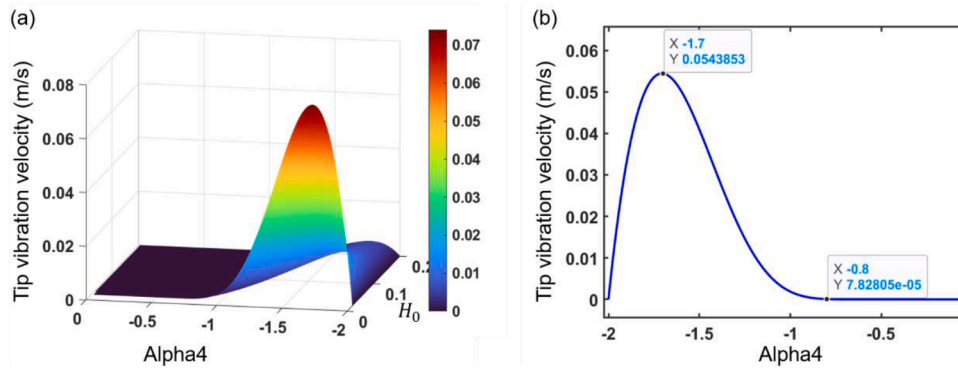 (a)
0.08
0.06
0.04
0.02
0
Tip vibration velocity (m/s)
0
-0.5
-1
-1.5
-2
Alpha4
0
0.1
0.2
H₀
0.07
0.06
0.05
0.04
0.03
0.02
0.01
0
(b)
0.06
0.05
0.04
0.03
0.02
0.01
0
Tip vibration velocity (m/s)
X -1.7
Y 0.0543853
X -0.8
Y 7.82805e-05
-2
-1.5
-1
-0.5
Alpha4